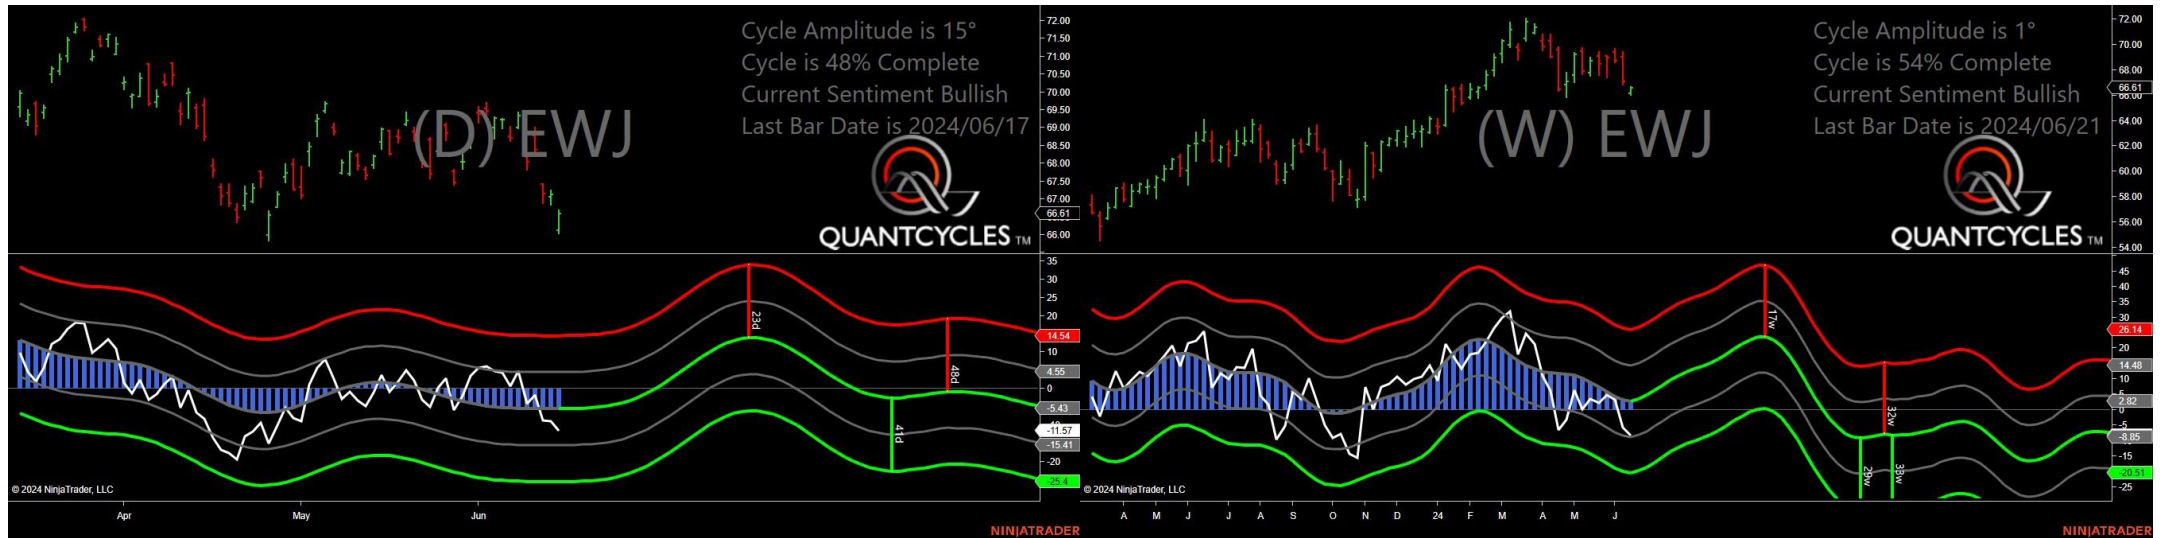 Cycle Amplitude is 15°
Cycle is 48% Complete
Current Sentiment Bullish
Last Bar Date is 2024/06/17
(D) EWJ
QUANTCYCLES TM
72.00
71.50
71.00
70.50
70.00
69.50
69.00
68.50
68.00
67.50
67.00
66.61
66.00
35
30
25
20
14.54
10
4.55
0
-5.43
-11.57
-15.41
-20
-25.4
23d
48d
41d
© 2024 NinjaTrader, LLC
Apr May Jun
NINJATRADER
Cycle Amplitude is 1°
Cycle is 54% Complete
Current Sentiment Bullish
Last Bar Date is 2024/06/21
(W) EWJ
QUANTCYCLES TM
72.00
70.00
68.00
66.61
66.00
64.00
62.00
60.00
58.00
56.00
54.00
45
40
35
30
26.14
20
14.48
10
2.82
0
-5
-8.85
-15
-20.51
-25
17w
32w
29w
33w
© 2024 NinjaTrader, LLC
A M J J A S O N D 24 F M A M J
NINJATRADER